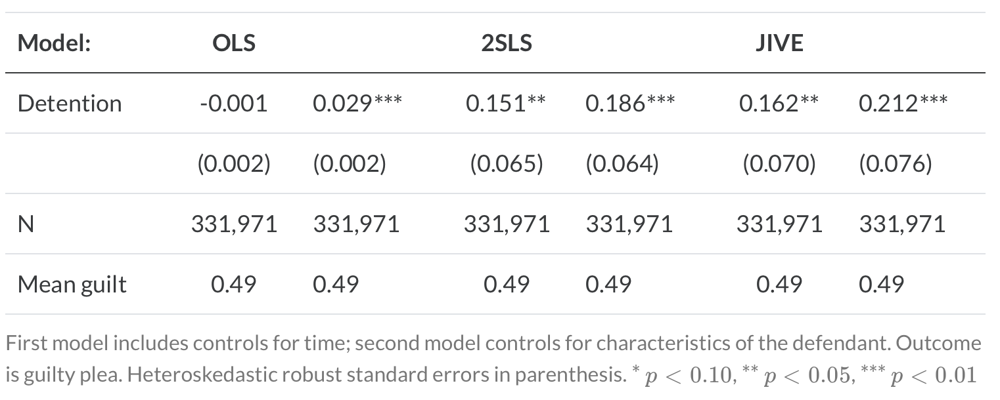 Model: OLS 2SLS JIVE
Detention -0.001 0.029*** 0.151** 0.186*** 0.162** 0.212***
(0.002) (0.002) (0.065) (0.064) (0.070) (0.076)
N 331,971 331,971 331,971 331,971 331,971 331,971
Mean guilt 0.49 0.49 0.49 0.49 0.49 0.49
First model includes controls for time; second model controls for characteristics of the defendant. Outcome
is guilty plea. Heteroskedastic robust standard errors in parenthesis. * p < 0.10, ** p < 0.05, *** p < 0.01